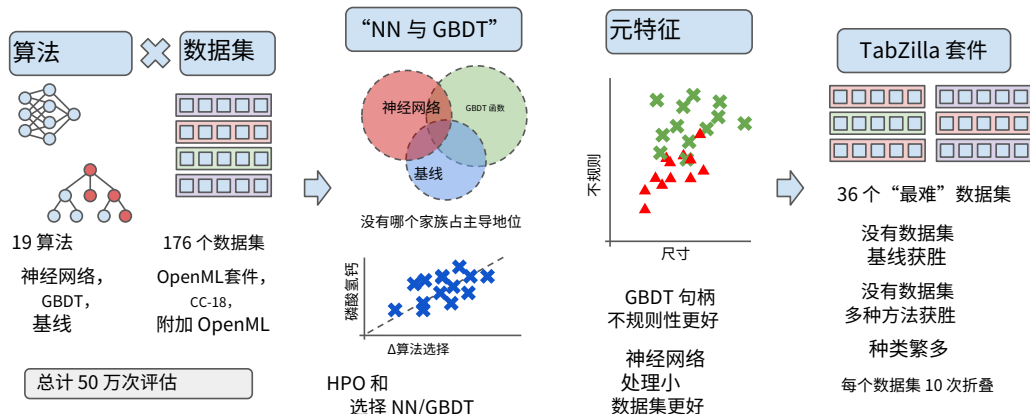 算法
数据集
19 算法
176 个数据集
神经网络，
GBDT，
基线
OpenML套件，
CC-18，
附加 OpenML
总计 50 万次评估
“NN 与 GBDT”
神经网络
GBDT 函数
基线
没有哪个家族占主导地位
磷酸氢钙
Δ算法选择
HPO 和
选择 NN/GBDT
元特征
不规则
尺寸
GBDT 句柄
不规则性更好
神经网络
处理小
数据集更好
TabZilla 套件
36 个“最难”数据集
没有数据集
基线获胜
没有数据集
多种方法获胜
种类繁多
每个数据集 10 次折叠